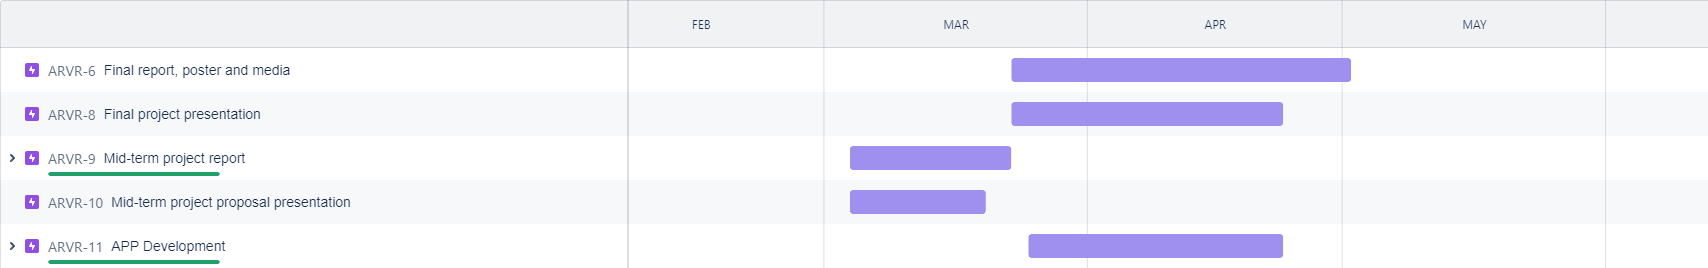 FEB MAR APR MAY
ARVR-6 Final report, poster and media
ARVR-8 Final project presentation
ARVR-9 Mid-term project report
ARVR-10 Mid-term project proposal presentation
ARVR-11 APP Development